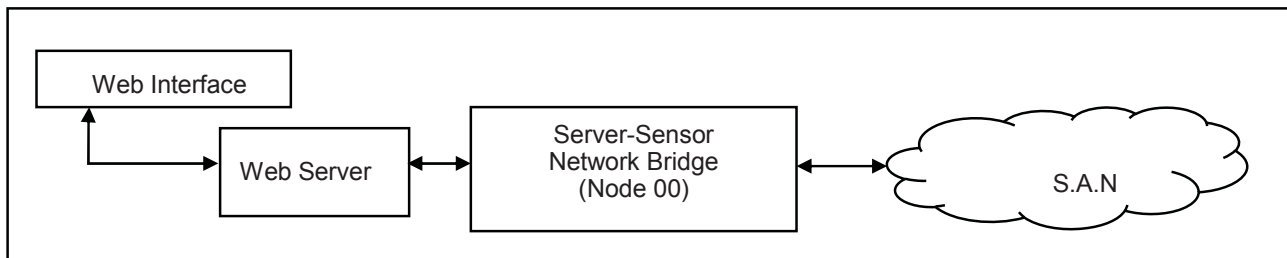 Web Interface
Web Server
Server-Sensor
Network Bridge
(Node 00)
S.A.N